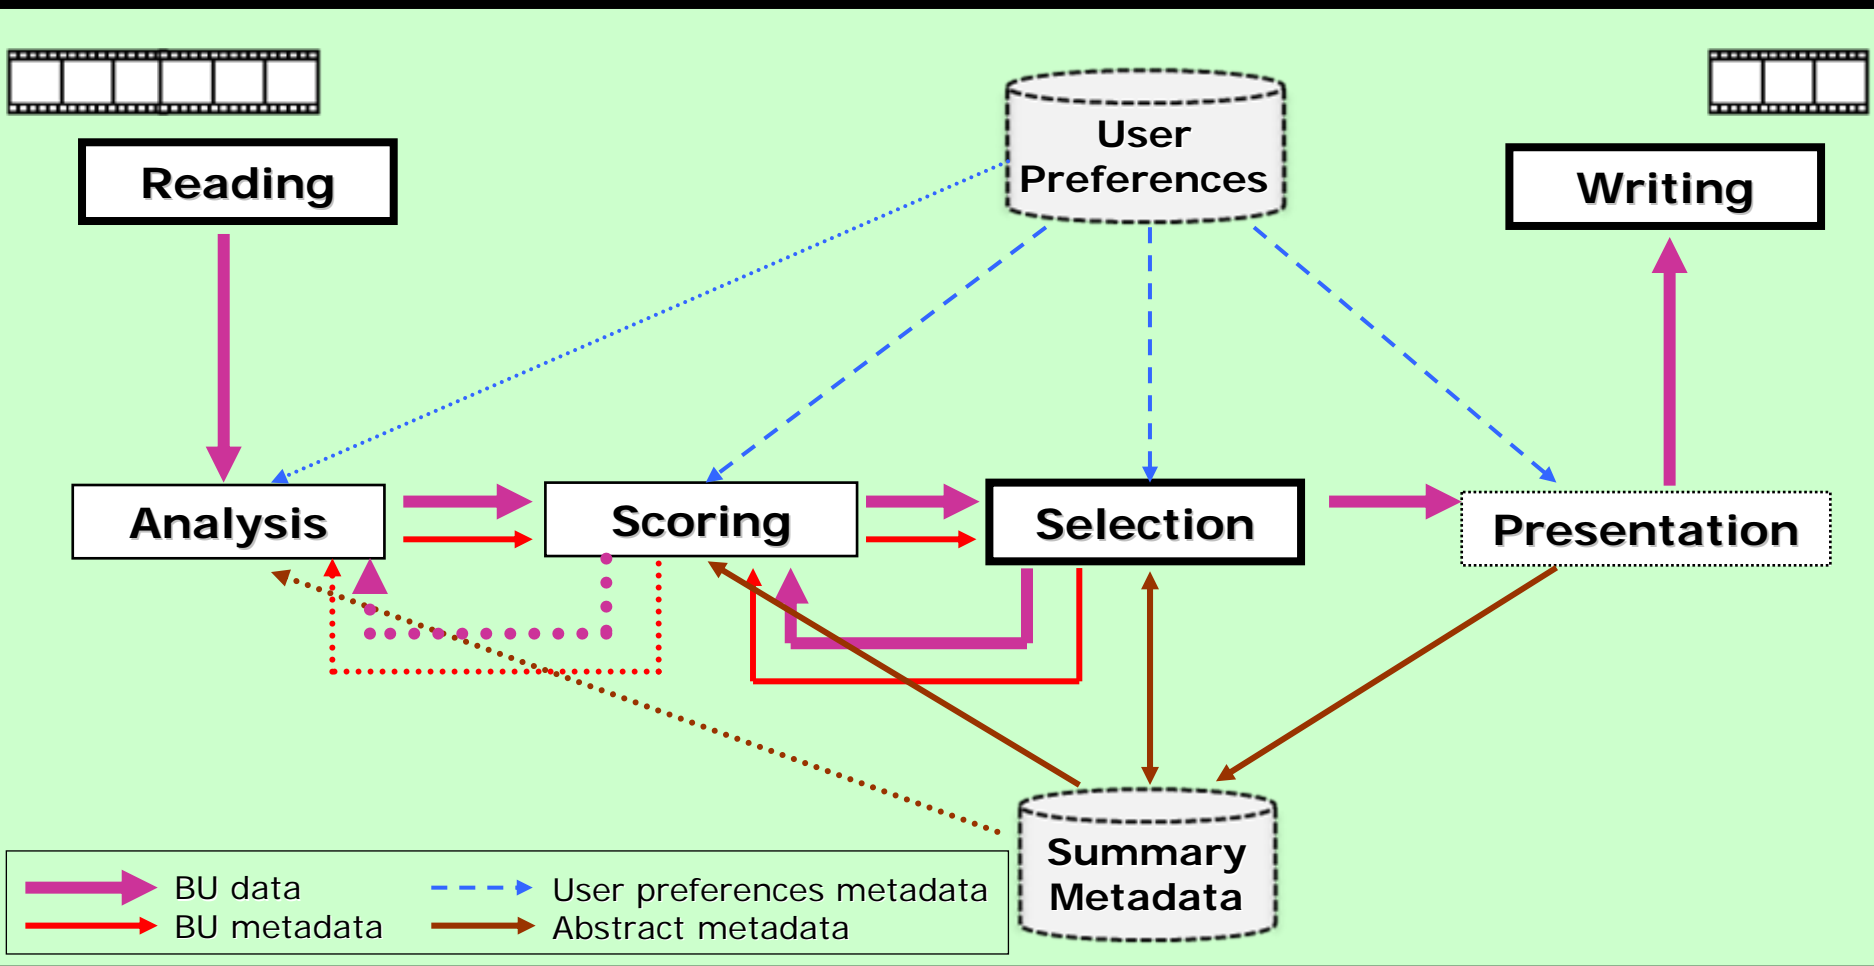 User
Preferences
Reading
Writing
Analysis
Scoring
Selection
Presentation
Summary
Metadata
BU data
User preferences metadata
BU metadata
Abstract metadata